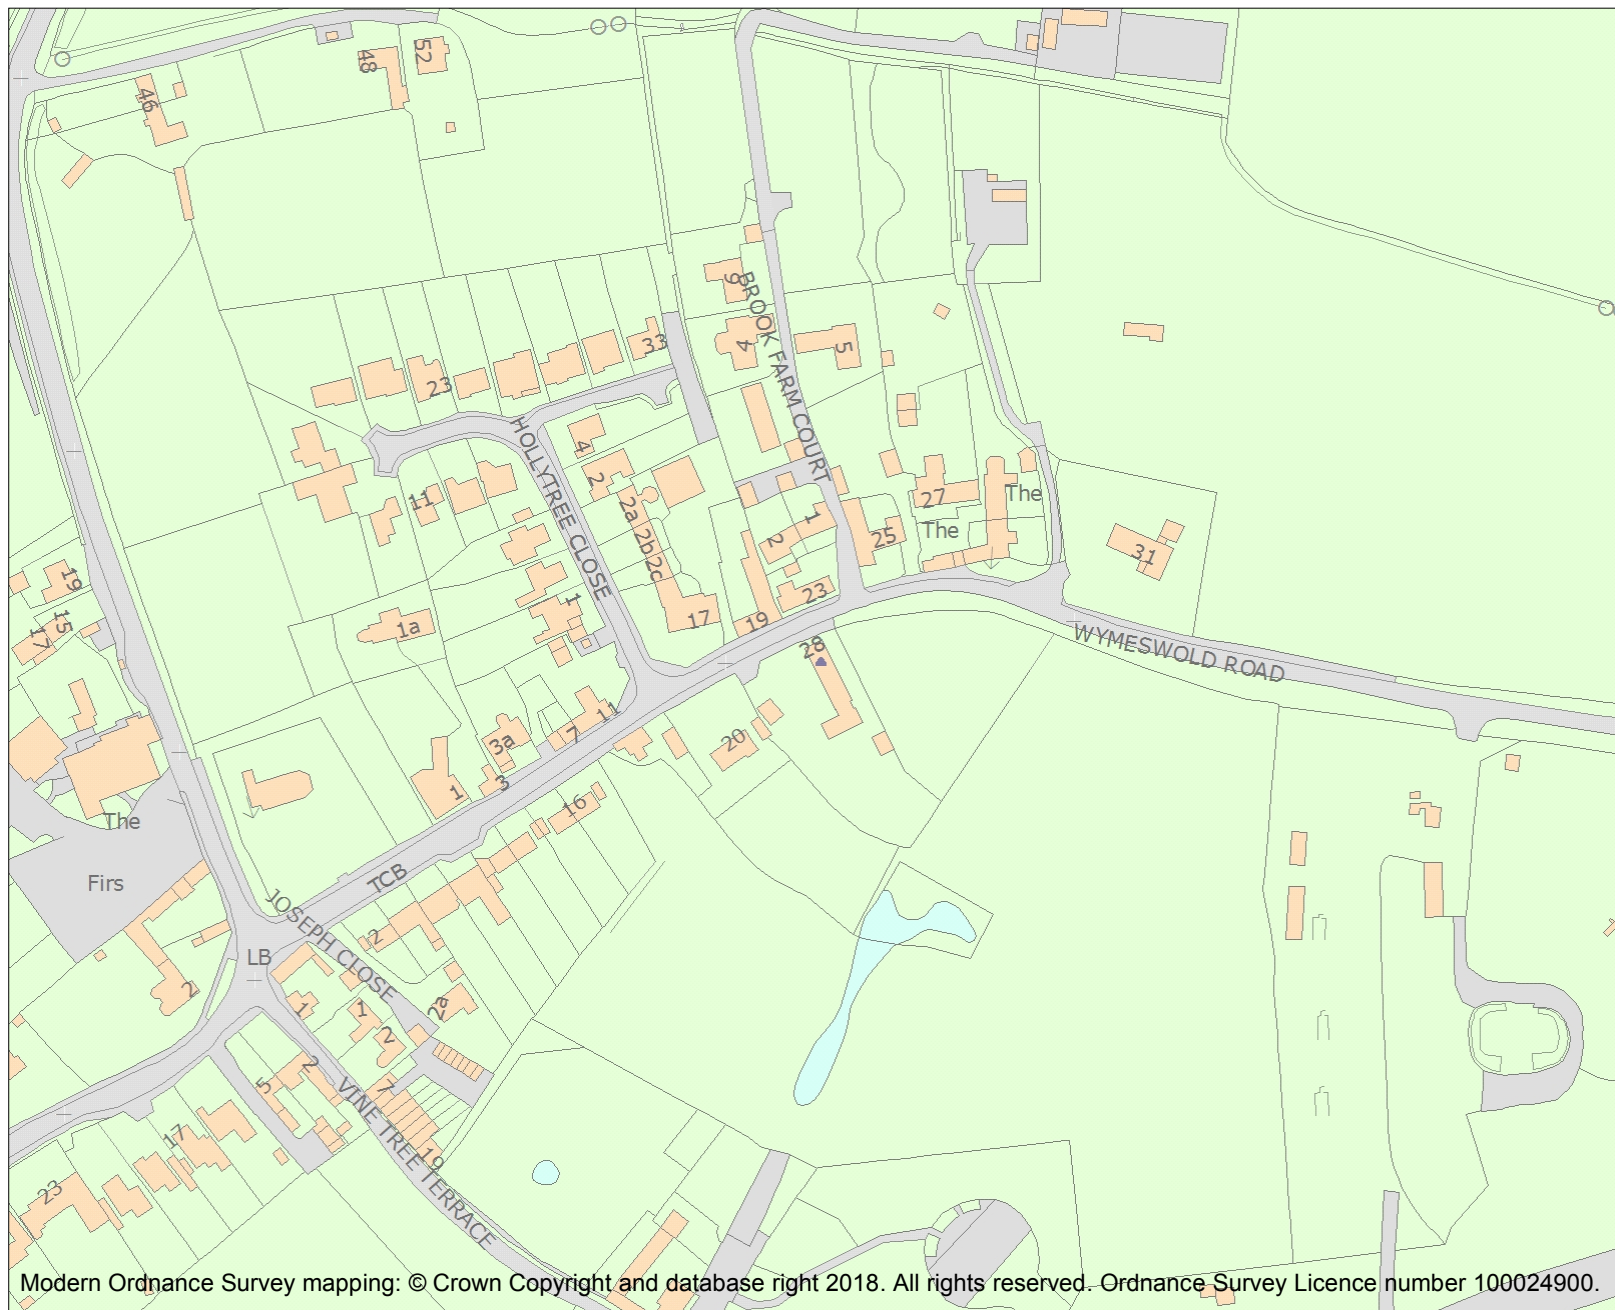 52
48
46
9
BROOK FARM COURT
33
4
5
23
HOLLYTREE CLOSE
4
2
11
2a 2b2c
1
2
27
The
The
25
31
19
15
17
1
1a
17
19
23
28
WYMESWOLD ROAD
11
7
3a
3
1
20
16
The
Firs
TCB
JOSEPH CLOSE
2
LB
2
1
1
2
2a
2
5
7
VINE TREE TERRACE
19
17
23
Modern Ordnance Survey mapping: © Crown Copyright and database right 2018. All rights reserved. Ordnance Survey Licence number 100024900.